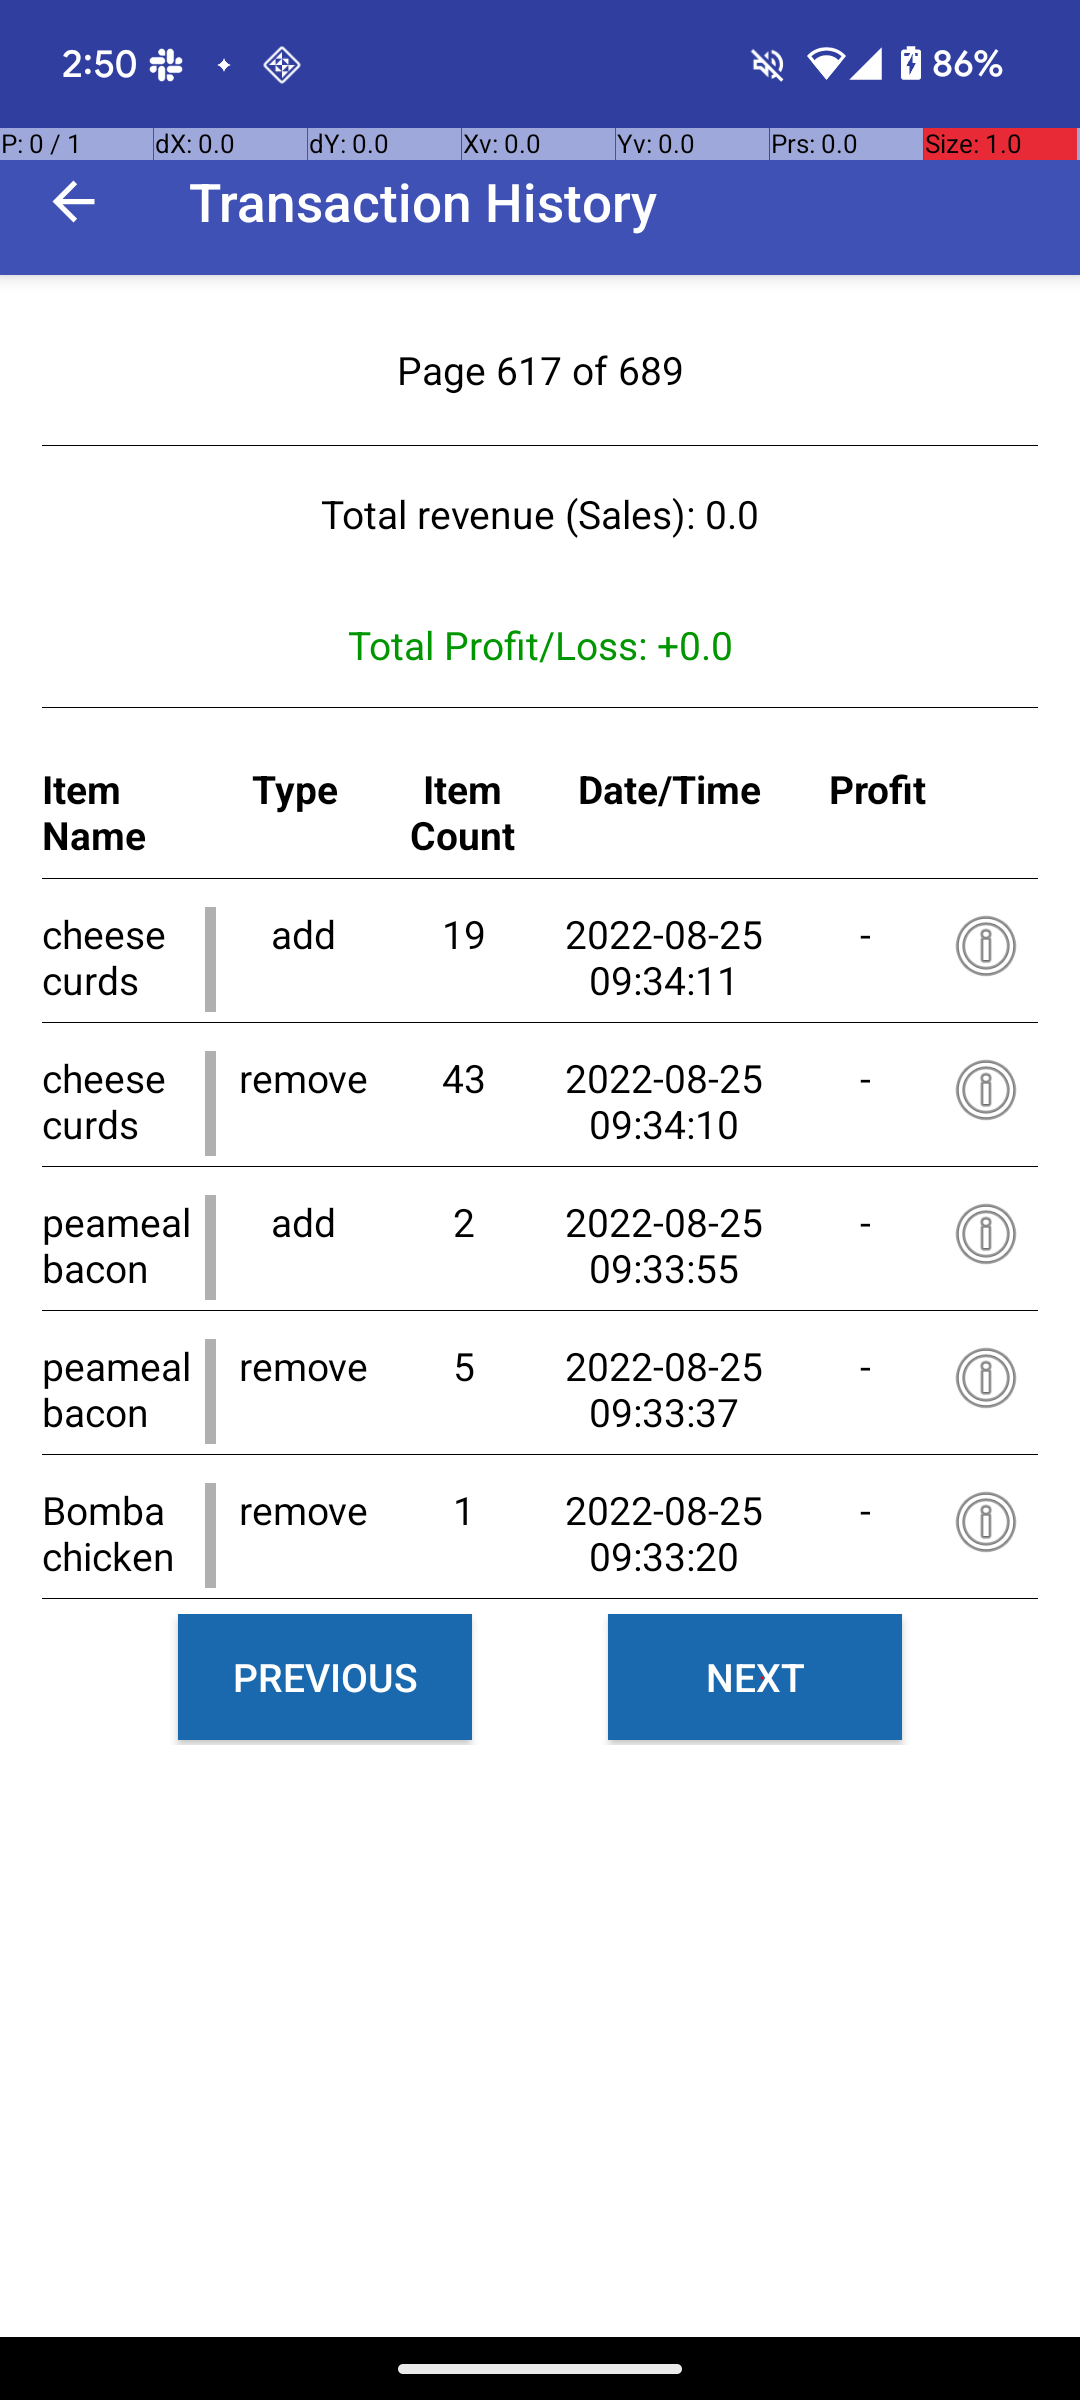 2:50 86%
P: 0 / 1 dX: 0.0 dY: 0.0 Xv: 0.0 Yv: 0.0 Prs: 0.0 Size: 1.0
Transaction History
Page 617 of 689
Total revenue (Sales): 0.0
Total Profit/Loss: +0.0
Item Type Item Date/Time Profit
Name Count
cheese add 19 2022-08-25 -
curds 09:34:11
cheese remove 43 2022-08-25 -
curds 09:34:10
peameal add 2 2022-08-25 -
bacon 09:33:55
peameal remove 5 2022-08-25 -
bacon 09:33:37
Bomba remove 1 2022-08-25 -
chicken 09:33:20
PREVIOUS NEXT